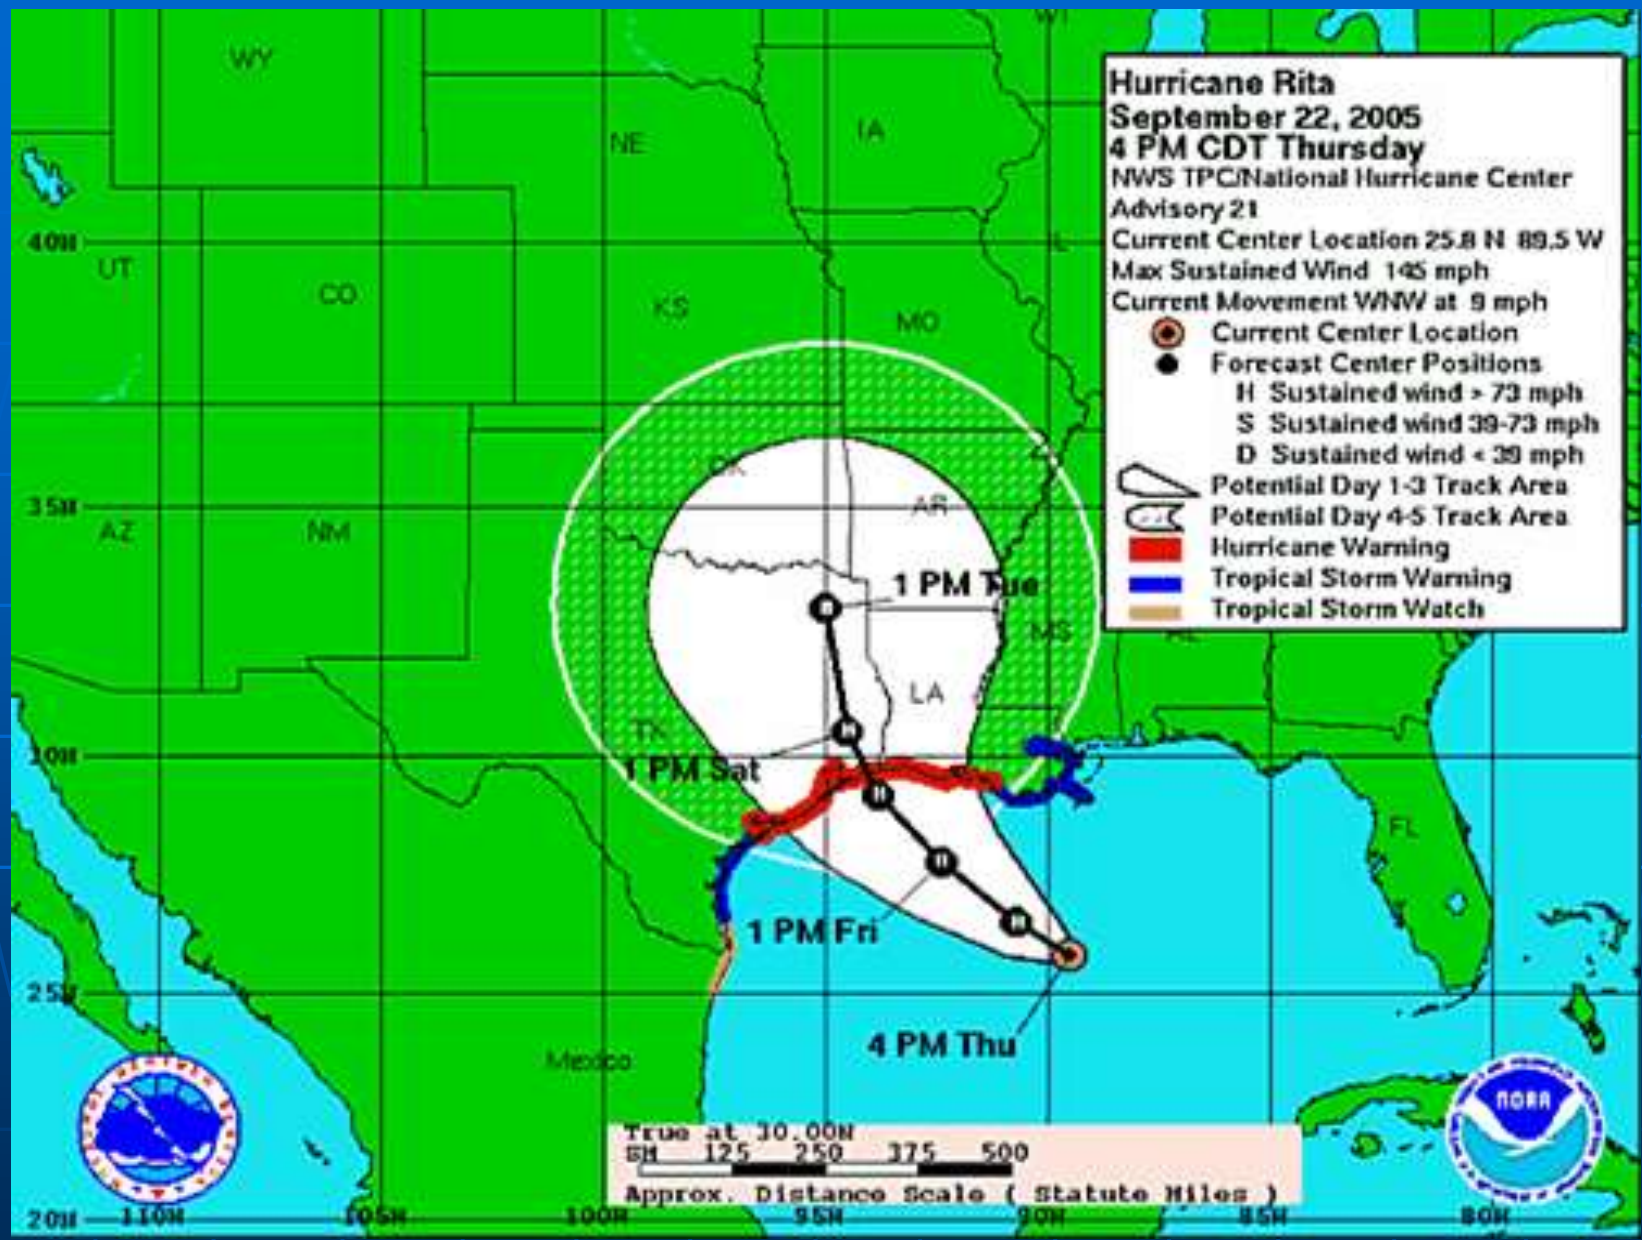 WY
WI
NE
IA
Hurricane Rita
September 22, 2005
4 PM CDT Thursday
NWS TPC/National Hurricane Center
Advisory 21
Current Center Location 25.8 N 89.5 W
Max Sustained Wind 145 mph
Current Movement WNW at 9 mph
Current Center Location
Forecast Center Positions
H Sustained wind > 73 mph
S Sustained wind 39-73 mph
D Sustained wind < 39 mph
Potential Day 1-3 Track Area
Potential Day 4-5 Track Area
Hurricane Warning
Tropical Storm Warning
Tropical Storm Watch
40N
UT
CO
KS
MO
OK
AR
35N
AZ
NM
1 PM Tue
MS
AL
LA
TX
H
30N
1 PM Sat
H
FL
H
1 PM Fri
H
25N
4 PM Thu
Mexico
NOAA
True at 30.00N
SM 125 250 375 500
Approx. Distance Scale ( Statute Miles )
20N 110W 105W 100W 95W 90W 85W 80W